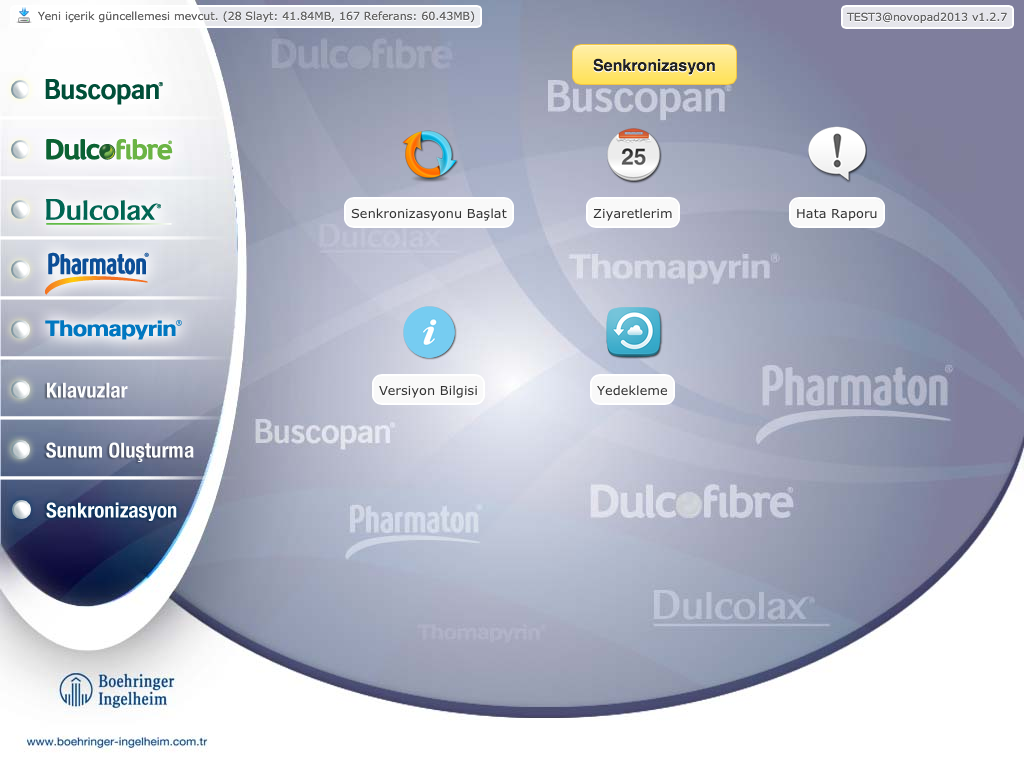 Yeni içerik güncellemesi mevcut. (28 Slayt: 41.84MB, 167 Referans: 60.43MB)
TEST3@novopad2013 v1.2.7
Dulcofibre
Senkronizasyon
Buscopan®
Buscopan®
Dulcofibre®
Dulcolax®
Pharmaton®
Thomapyrin®
Kılavuzlar
Sunum Oluşturma
Senkronizasyon
25
!
Senkronizasyonu Başlat
Ziyaretlerim
Hata Raporu
Dulcolax
Thomapyrin®
i
Versiyon Bilgisi
Yedekleme
Pharmaton®
Buscopan®
Dulcofibre®
Pharmaton®
Dulcolax®
Thomapyrin®
Boehringer
Ingelheim
www.boehringer-ingelheim.com.tr